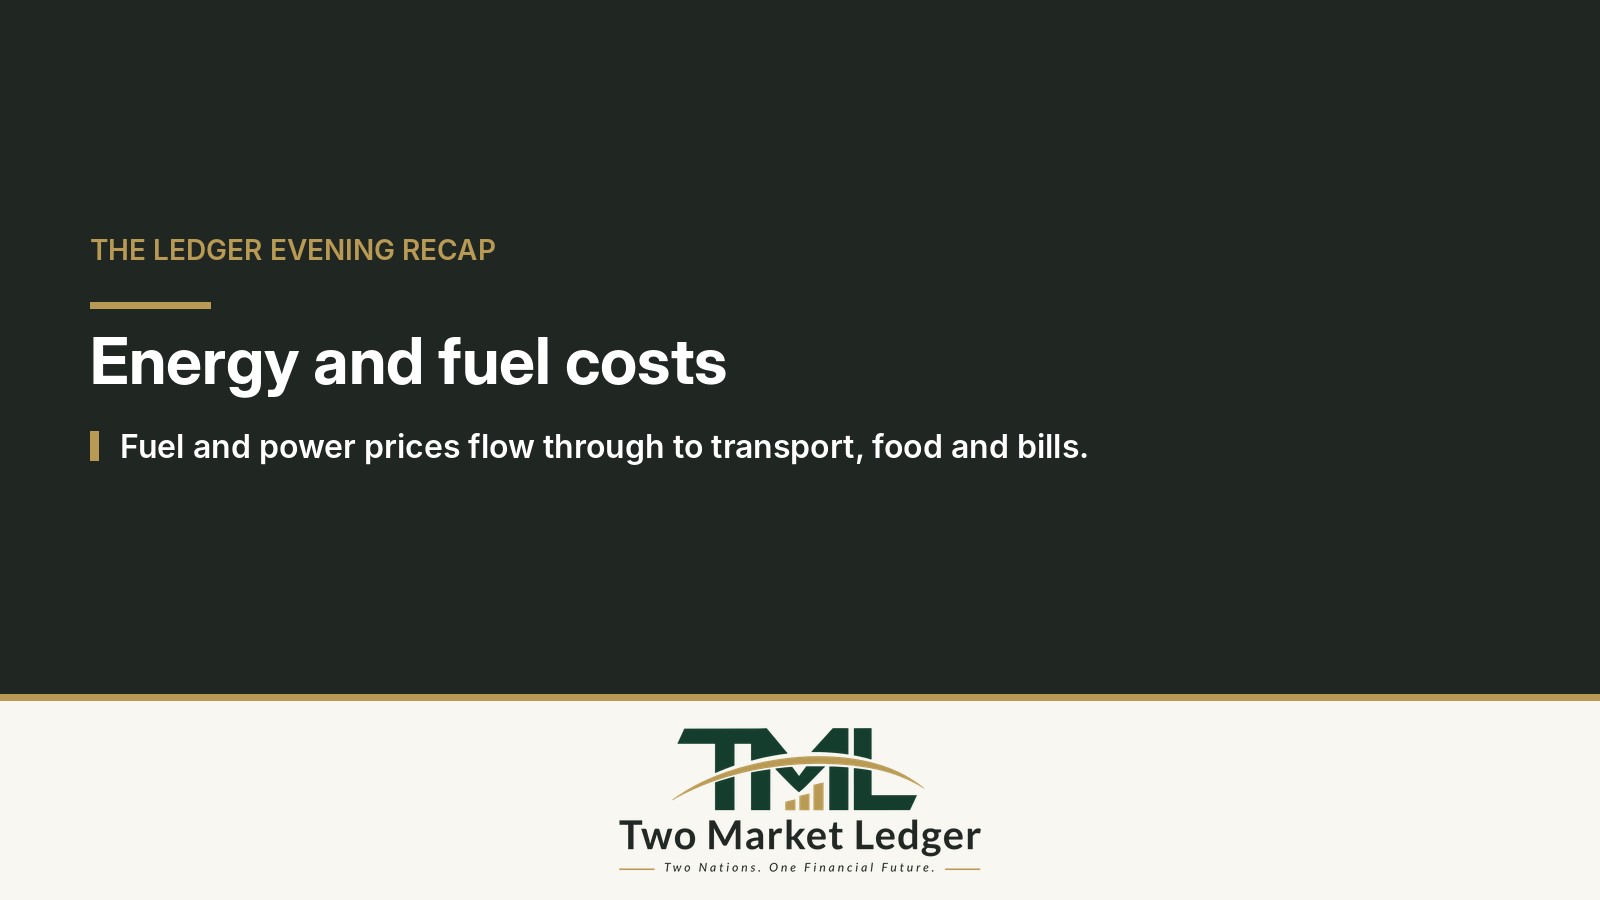 THE LEDGER EVENING RECAP
Energy and fuel costs
Fuel and power prices flow through to transport, food and bills.
TML
Two Market Ledger
Two Nations. One Financial Future.